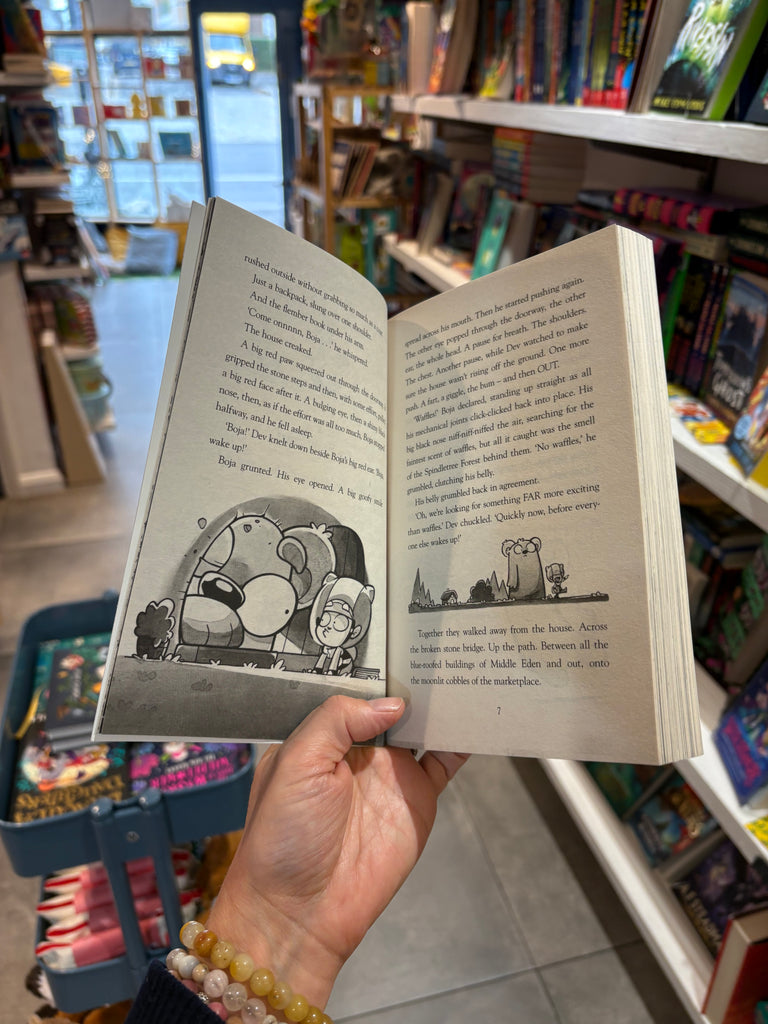 rushed outside without grabbing so much as a
Just a backpack, slung over one shoulder.
And the flember book under his arm.
'Come onnnnn, Boja . . .' he whispered.
The house creaked.
A big red paw squeezed out through the doorway,
gripped the stone steps and then, with some effort, pulled
a big red face after it. A bulging eye, then a shiny black
nose, then, as if the effort was all too much, Boja stopped
halfway, and he fell asleep.
'Boja!' Dev knelt down beside Boja's big red ear. 'Boja,
wake up!'
Boja grunted. His eye opened. A big goofy smile
spread across his mouth. Then he started pushing again.
The other eye popped through the doorway, the other
ear, the whole head. A pause for breath. The shoulders.
The chest. Another pause, while Dev watched to make
sure the house wasn't rising off the ground. One more
push. A fart, a giggle, the bum – and then OUT.
'Waffles!' Boja declared, standing up straight as all
his mechanical joints click-clicked back into place. His
big black nose niff-niff-niffed the air, searching for the
faintest scent of waffles, but all it caught was the smell
of the Spindletree Forest behind them. 'No waffles,' he
grumbled, clutching his belly.
His belly grumbled back in agreement.
'Oh, we're looking for something FAR more exciting
than waffles.' Dev chuckled. 'Quickly now, before every-
one else wakes up!'
Together they walked away from the house. Across
the broken stone bridge. Up the path. Between all the
blue-roofed buildings of Middle Eden and out, onto
the moonlit cobbles of the marketplace.
7